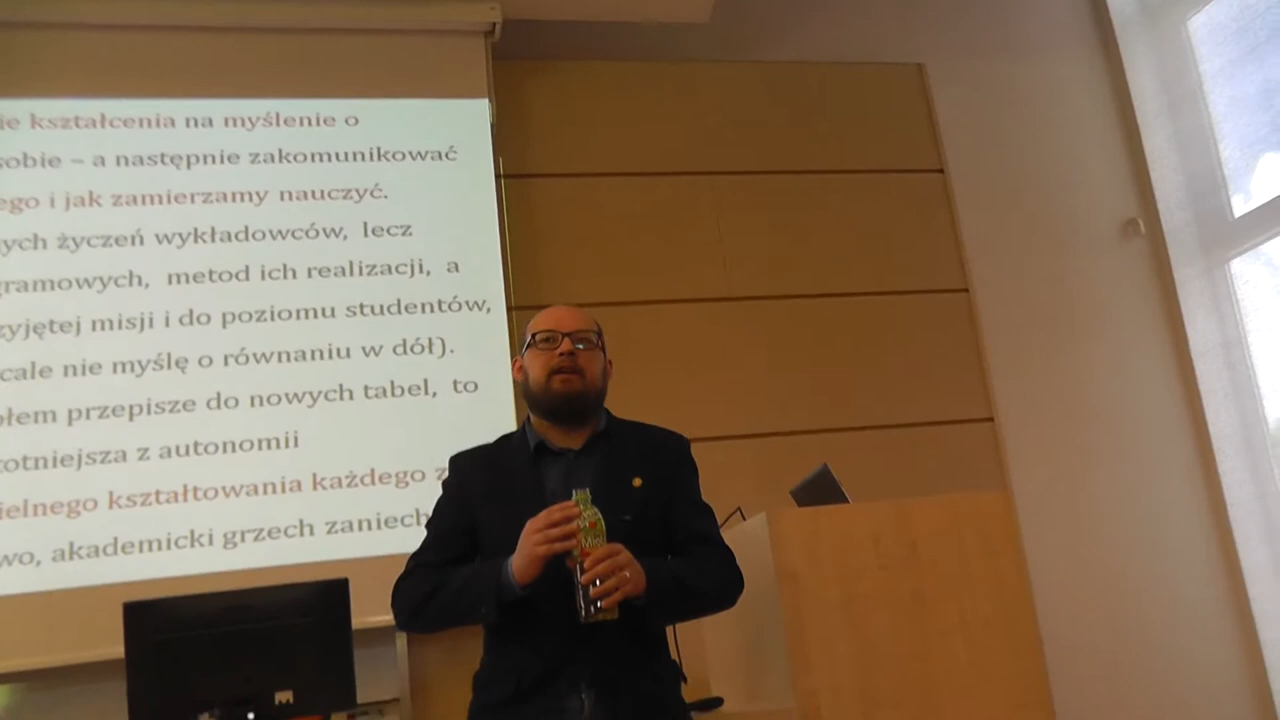 ie kształcenia na myślenie o
sobie – a następnie zakomunikować
ego i jak zamierzamy nauczyć.
ych życzeń wykładowców, lecz
gramowych, metod ich realizacji, a
zyjętej misji i do poziomu studentów,
cale nie myślę o równaniu w dół).
ołem przepisze do nowych tabel, to
totniejsza z autonomii
ielnego kształtowania każdego z
wo, akademicki grzech zaniech